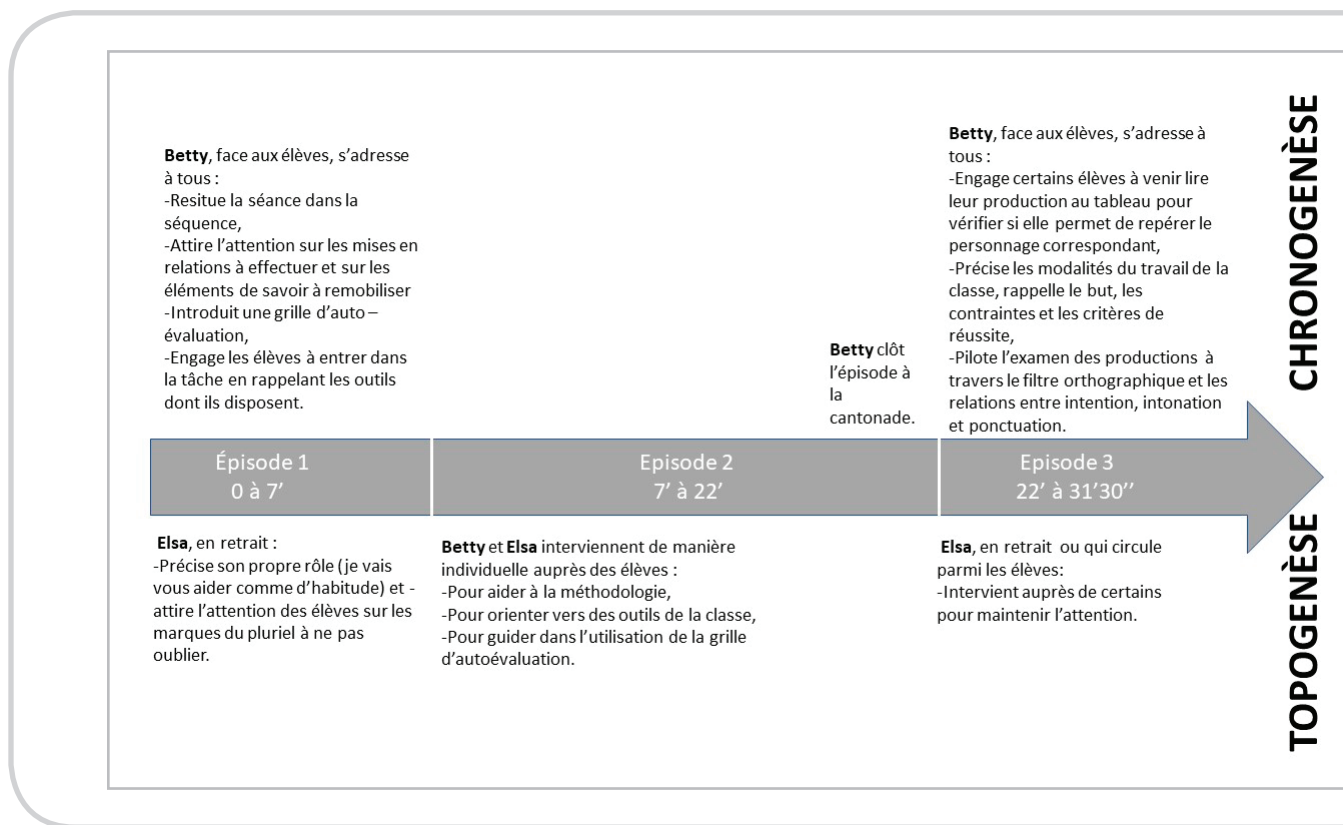 Betty, face aux élèves, s’adresse
à tous :
-Resitue la séance dans la
séquence,
-Attire l’attention sur les mises en
relations à effectuer et sur les
éléments de savoir à remobiliser
-Introduit une grille d’auto –
évaluation,
-Engage les élèves à entrer dans
la tâche en rappelant les outils
dont ils disposent.
Betty clôt
l’épisode à
la
cantonade.
Betty, face aux élèves, s’adresse à
tous :
-Engage certains élèves à venir lire
leur production au tableau pour
vérifier si elle permet de repérer le
personnage correspondant,
-Précise les modalités du travail de la
classe, rappelle le but, les
contraintes et les critères de
réussite,
-Pilote l’examen des productions à
travers le filtre orthographique et les
relations entre intention, intonation
et ponctuation.
CHRONOGENÈSE
Épisode 1
0 à 7’
Episode 2
7’ à 22’
Episode 3
22’ à 31’30’’
Elsa, en retrait :
-Précise son propre rôle (je vais
vous aider comme d’habitude) et -
attire l’attention des élèves sur les
marques du pluriel à ne pas
oublier.
Betty et Elsa interviennent de manière
individuelle auprès des élèves :
-Pour aider à la méthodologie,
-Pour orienter vers des outils de la classe,
-Pour guider dans l’utilisation de la grille
d’autoévaluation.
Elsa, en retrait ou qui circule
parmi les élèves:
-Intervient auprès de certains
pour maintenir l’attention.
TOPOGENÈSE